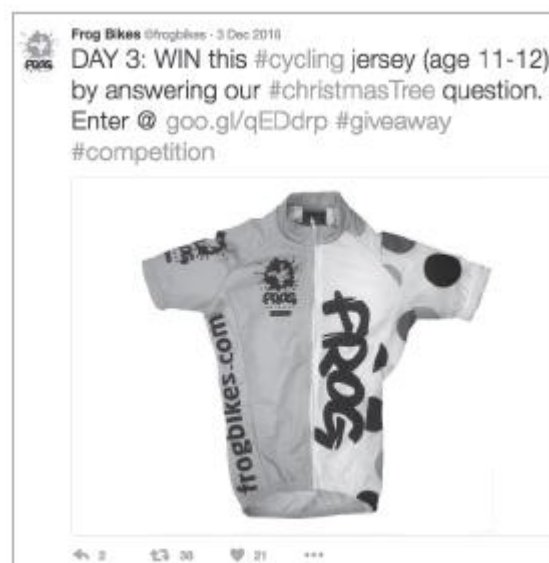 Frog Bikes @frogbikes · 3 Dec 2016
DAY 3: WIN this #cycling jersey (age 11-12)
by answering our #christmasTree question.
Enter @ goo.gl/qEDdrp #giveaway
#competition
FROG
FROG
FROG
frogbikes.com
2 38 21